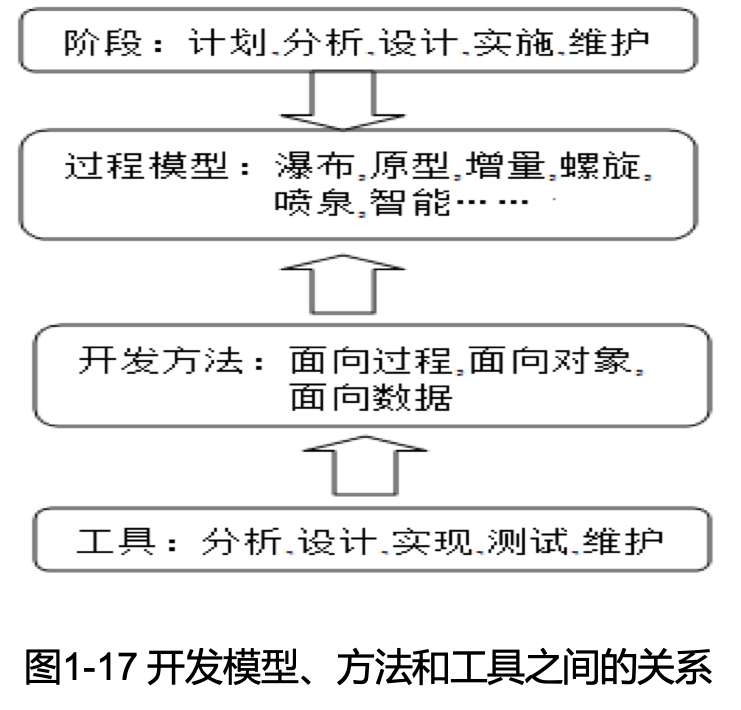 阶段：计划,分析,设计,实施,维护
过程模型：瀑布,原型,增量,螺旋,
喷泉,智能……
开发方法：面向过程,面向对象,
面向数据
工具：分析,设计,实现,测试,维护
图1-17 开发模型、方法和工具之间的关系